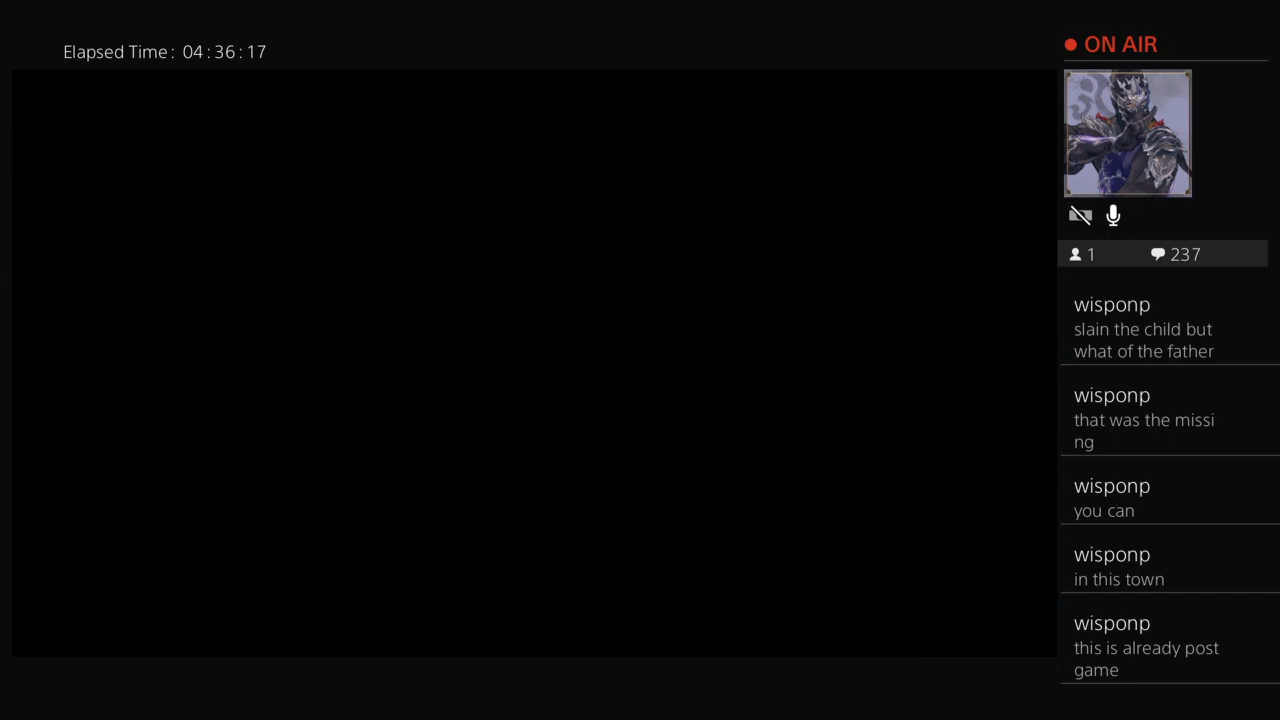 Elapsed Time: 04:36:17
ON AIR
1 237
wisponp
slain the child but
what of the father
wisponp
that was the missi
ng
wisponp
you can
wisponp
in this town
wisponp
this is already post
game